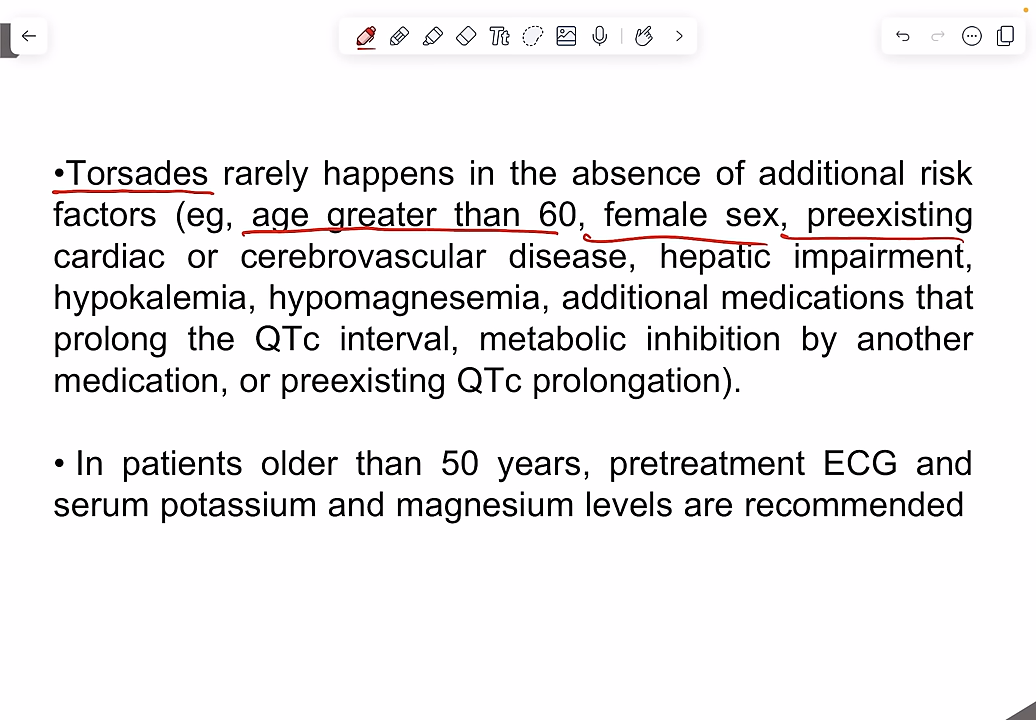 Tt
•Torsades rarely happens in the absence of additional risk
factors (eg, age greater than 60, female sex, preexisting
cardiac or cerebrovascular disease, hepatic impairment,
hypokalemia, hypomagnesemia, additional medications that
prolong the QTc interval, metabolic inhibition by another
medication, or preexisting QTc prolongation).
• In patients older than 50 years, pretreatment ECG and
serum potassium and magnesium levels are recommended